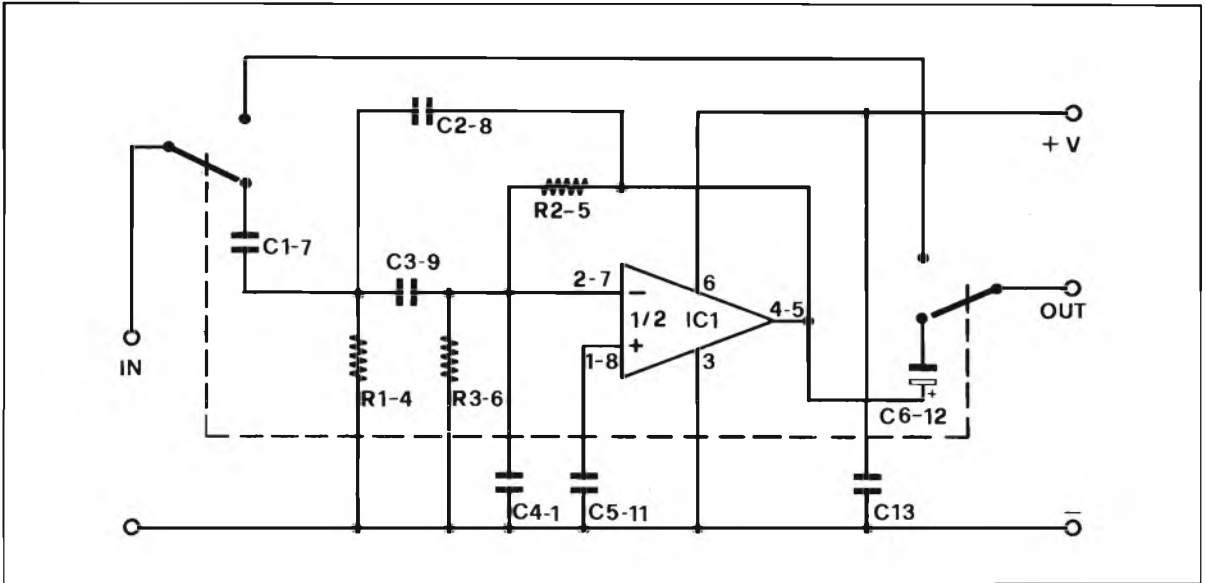 C2-8
+ V
R2-5
C1-7
C3-9
2-7
6
−
1/2 IC1
4-5
+
1-8
3
OUT
IN
+
R1-4
R3-6
C6-12
C4-1
C5-11
C13
−